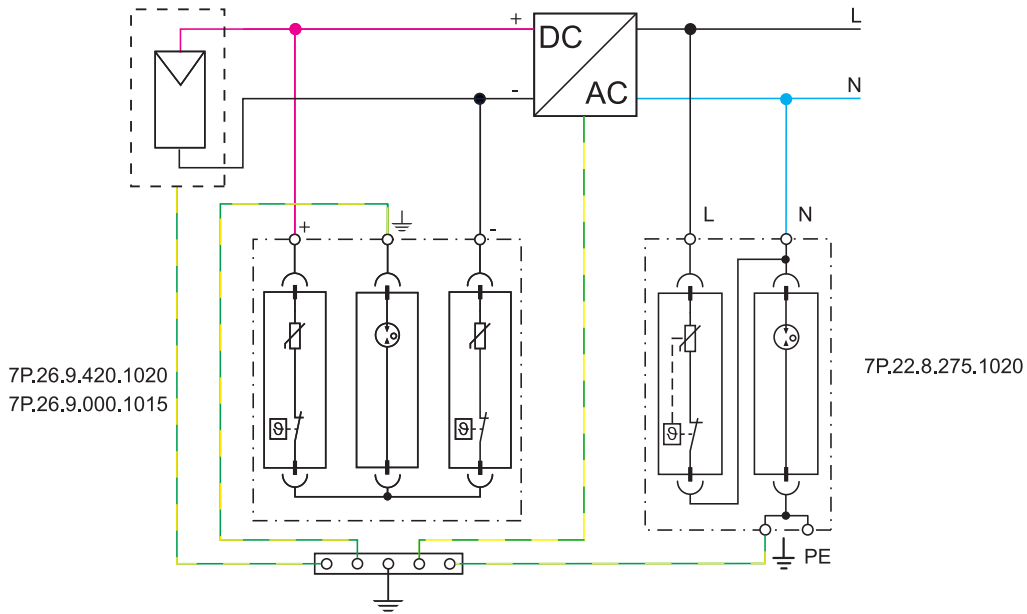 +
L
DC
-
AC
N
L
N
+
-
7P.26.9.420.1020
7P.26.9.000.1015
7P.22.8.275.1020
ϑ
ϑ
ϑ
PE